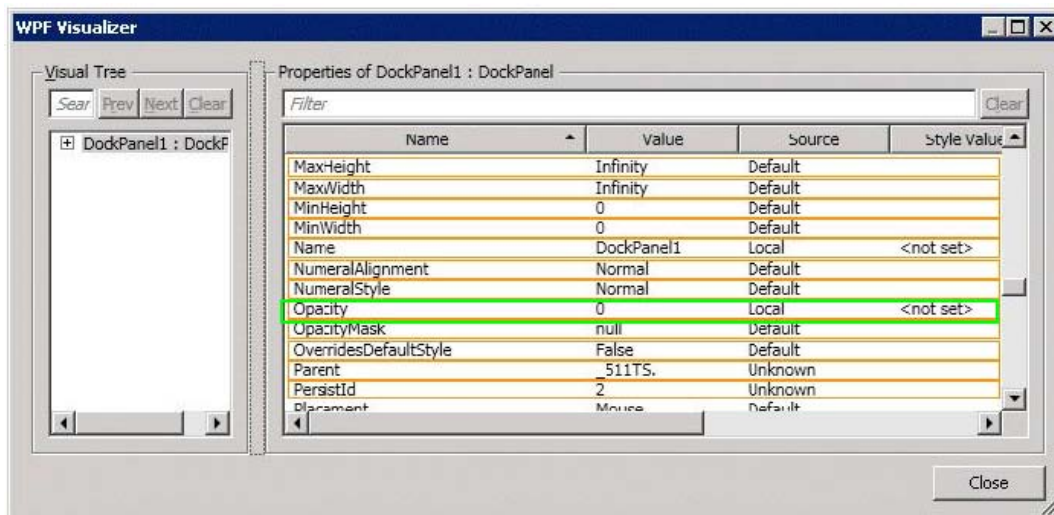 WPF Visualizer
Visual Tree
Properties of DockPanel1 : DockPanel
Sear Prev Next Clear
Filter Clear
Name Value Source Style Value
DockPanel1 : DockP
MaxHeight Infinity Default
MaxWidth Infinity Default
MinHeight 0 Default
MinWidth 0 Default
Name DockPanel1 Local <not set>
NumeralAlignment Normal Default
NumeralStyle Normal Default
Opacity 0 Local <not set>
OpacityMask null Default
OverridesDefaultStyle False Default
Parent _511TS. Unknown
PersistId 2 Unknown
Placement Mouse Default
Close